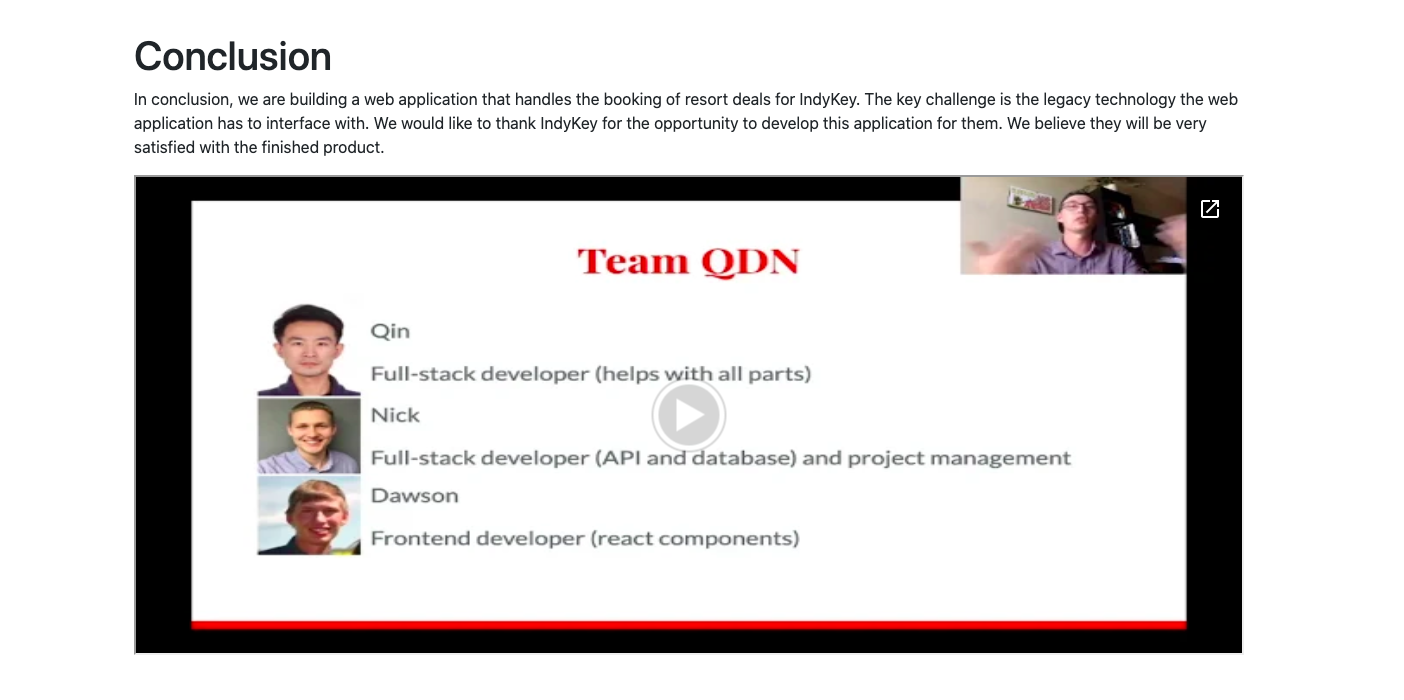 Conclusion
In conclusion, we are building a web application that handles the booking of resort deals for IndyKey. The key challenge is the legacy technology the web
application has to interface with. We would like to thank IndyKey for the opportunity to develop this application for them. We believe they will be very
satisfied with the finished product.
Team QDN
Qin
Full-stack developer (helps with all parts)
Nick
Full-stack developer (API and database) and project management
Dawson
Frontend developer (react components)